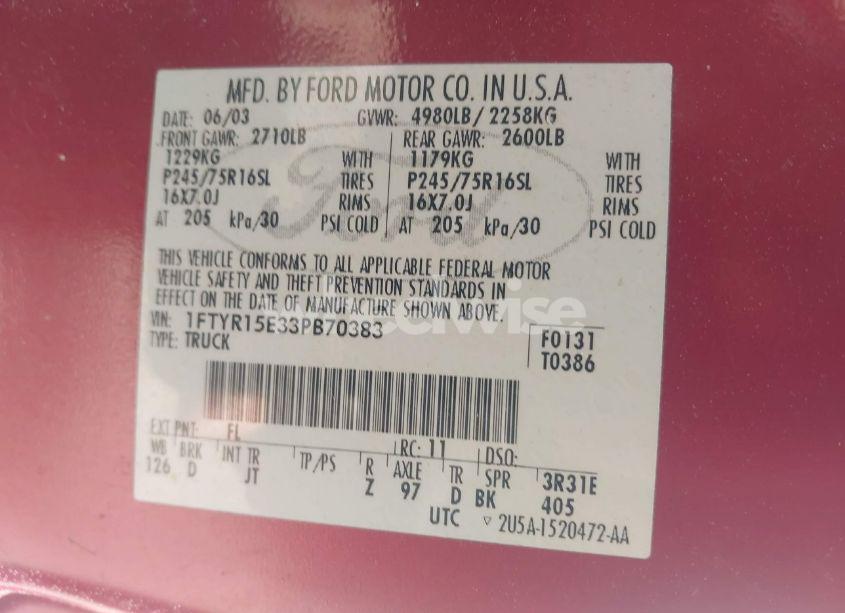 MFD. BY FORD MOTOR CO. IN U.S.A.
DATE: 06/03 GVWR: 4980LB/ 2258KG
FRONT GAWR: 2710LB REAR GAWR: 2600LB
1229KG WITH 1179KG WITH
P245/75R16SL TIRES P245/75R16SL TIRES
16X7.0J RIMS 16X7.0J RIMS
AT 205 kPa/30 PSI COLD AT 205 kPa/30 PSI COLD
Ford
THIS VEHICLE CONFORMS TO ALL APPLICABLE FEDERAL MOTOR
VEHICLE SAFETY AND THEFT PREVENTION STANDARDS IN
EFFECT ON THE DATE OF MANUFACTURE SHOWN ABOVE.
VIN: 1FTYR15E33PB70383 F0131
TYPE: TRUCK T0386
EXT PNT: FL RC: 11 DSO:
WB BRK INT TR TP/PS R AXLE TR SPR 3R31E
126 D JT Z 97 D BK 405
UTC ▽ 2U5A-1520472-AA